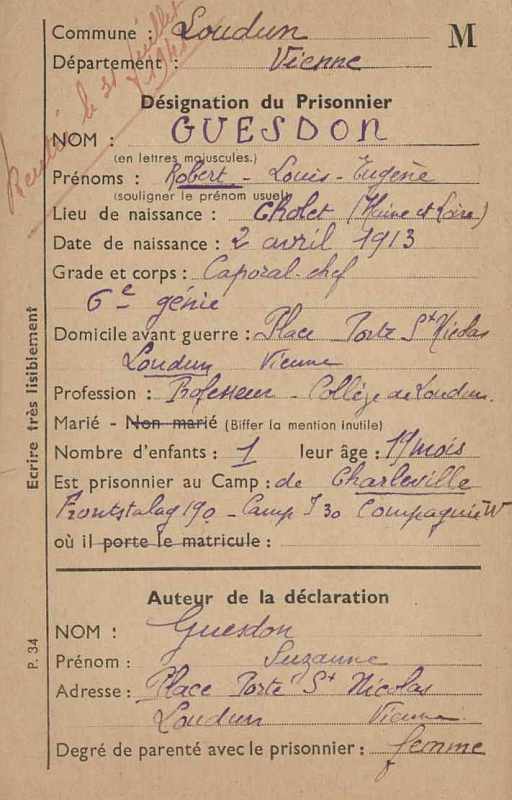 Commune : Loudun
M
Département : Vienne
le 31 Juillet
Désignation du Prisonnier
NOM : GUESDON
(en lettres majuscules.)
Prénoms : Robert - Louis - Eugène
(souligner le prénom usuel)
Lieu de naissance : Cholet (Maine et Loire)
Date de naissance : 2 avril 1913
Grade et corps : Caporal-chef
6e génie
Domicile avant guerre : Place Porte St Nicolas
Loudun Vienne
Profession : Professeur - Collège de Loudun.
Marié - Non marié (Biffer la mention inutile)
Nombre d'enfants : 1 leur âge : 19 mois
Est prisonnier au Camp : de Charleville
Frontstalag 190 - Camp I 30 Compagnie W
où il porte le matricule :
Auteur de la déclaration
NOM : Guesdon
Prénom : Suzanne
Adresse : Place Porte St Nicolas
Loudun Vienne
Degré de parenté avec le prisonnier : femme
Ecrire très lisiblement
P. 34